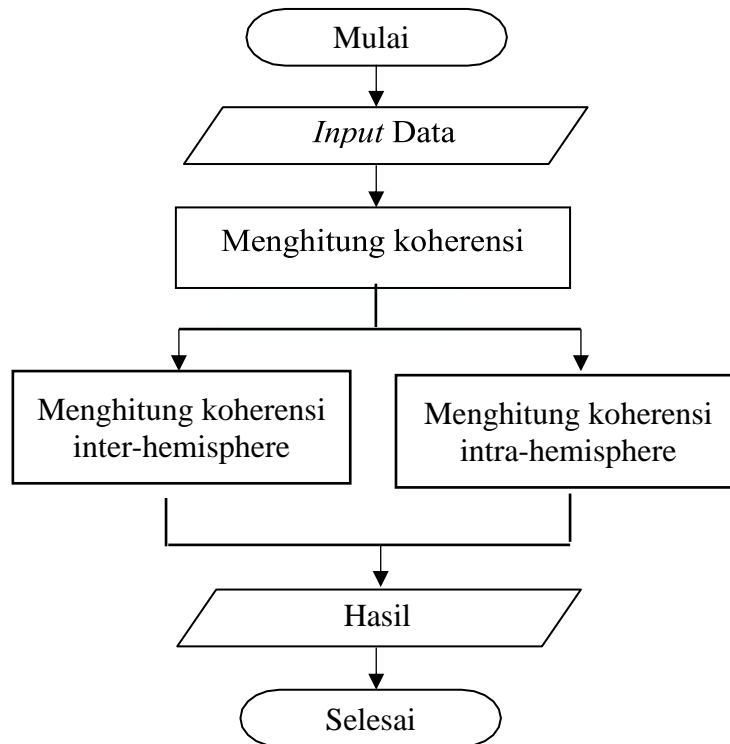 Mulai
Input Data
Menghitung koherensi
Menghitung koherensi
inter-hemisphere
Menghitung koherensi
intra-hemisphere
Hasil
Selesai